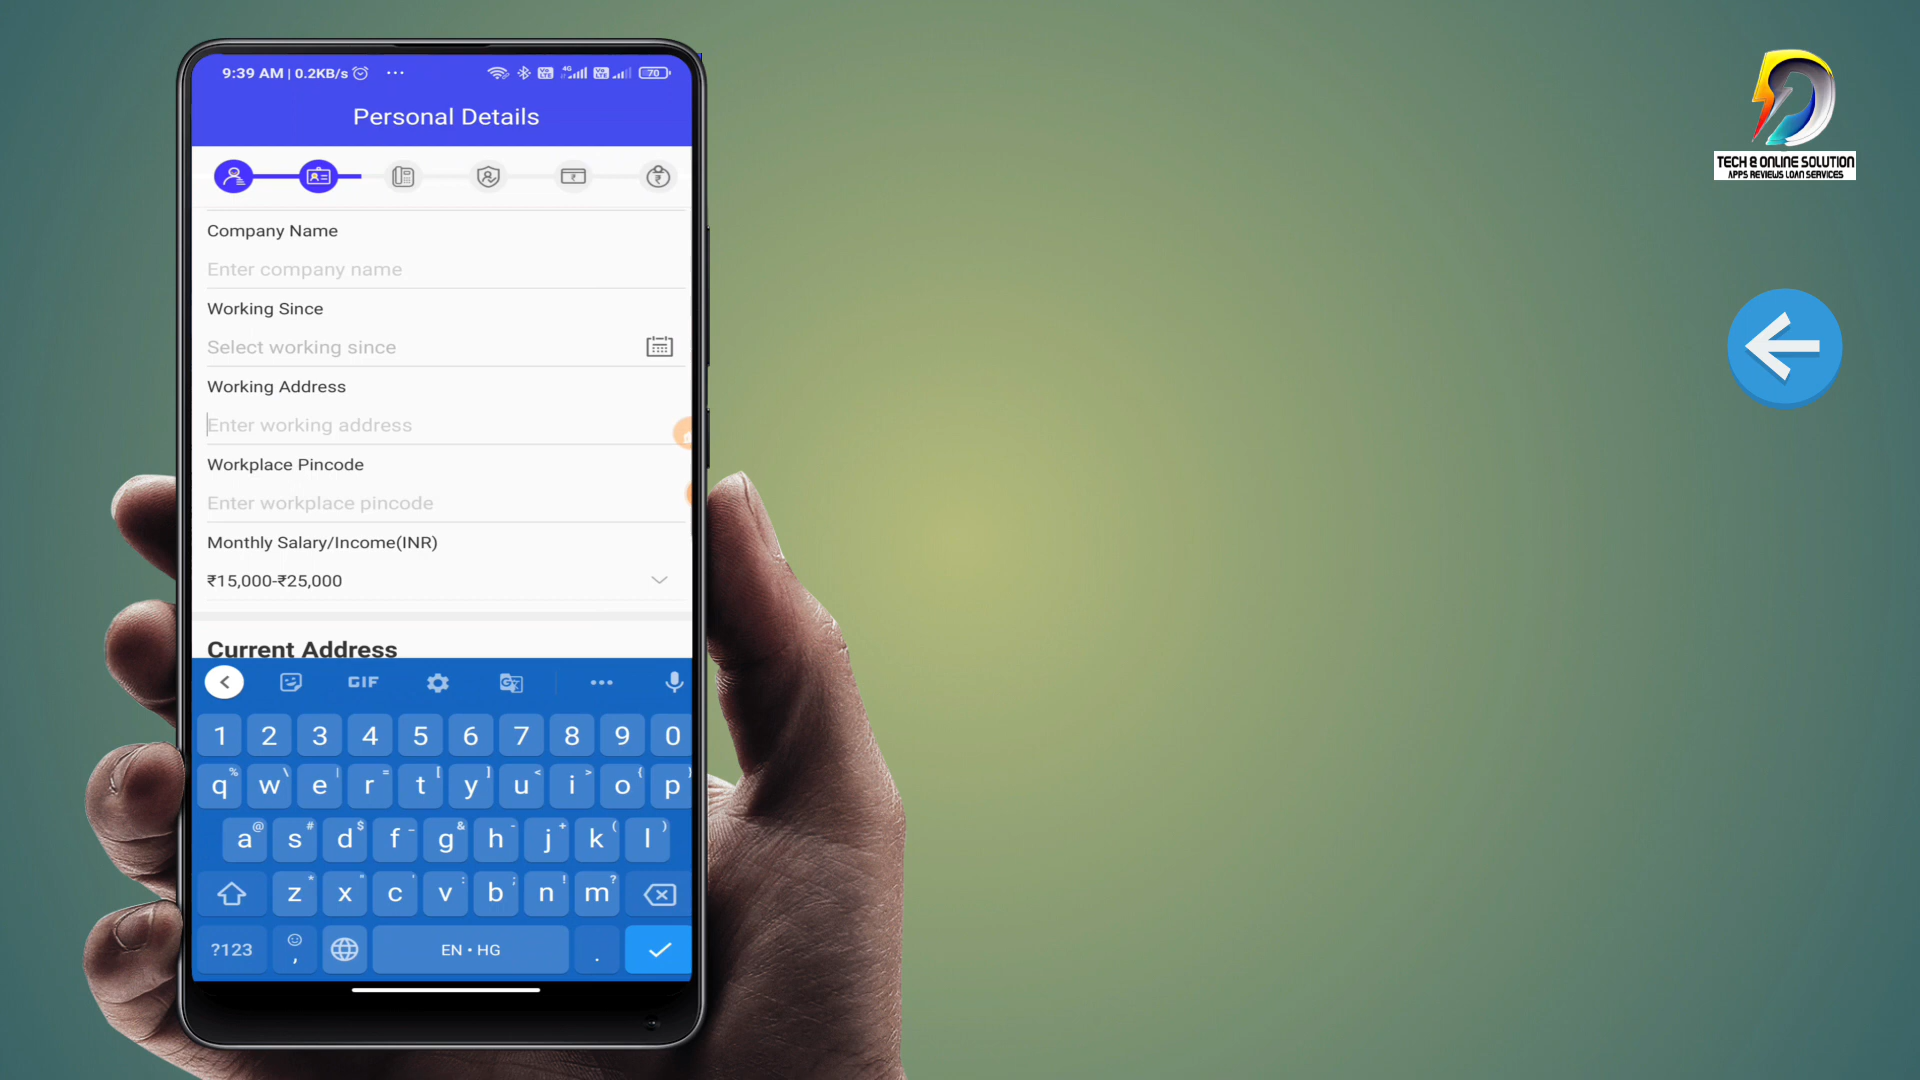 9:39 AM | 0.2KB/s
4G
70
Personal Details
TECH & ONLINE SOLUTION
APPS REVIEWS LOAN SERVICES
Company Name
Enter company name
Working Since
Select working since
Working Address
Enter working address
Workplace Pincode
Enter workplace pincode
Monthly Salary/Income(INR)
₹15,000-₹25,000
Current Address
GIF
1 2 3 4 5 6 7 8 9 0
q w e r t y u i o p
a s d f g h j k l
z x c v b n m
?123 , EN • HG .